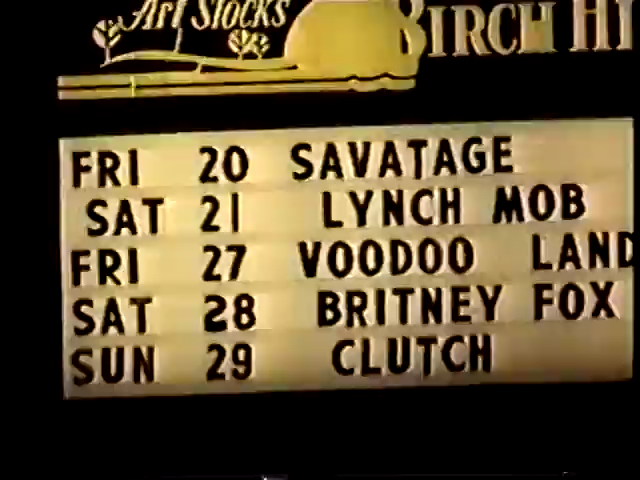 Art Stocks
BIRCH HI
FRI 20 SAVATAGE
SAT 21 LYNCH MOB
FRI 27 VOODOO LAND
SAT 28 BRITNEY FOX
SUN 29 CLUTCH